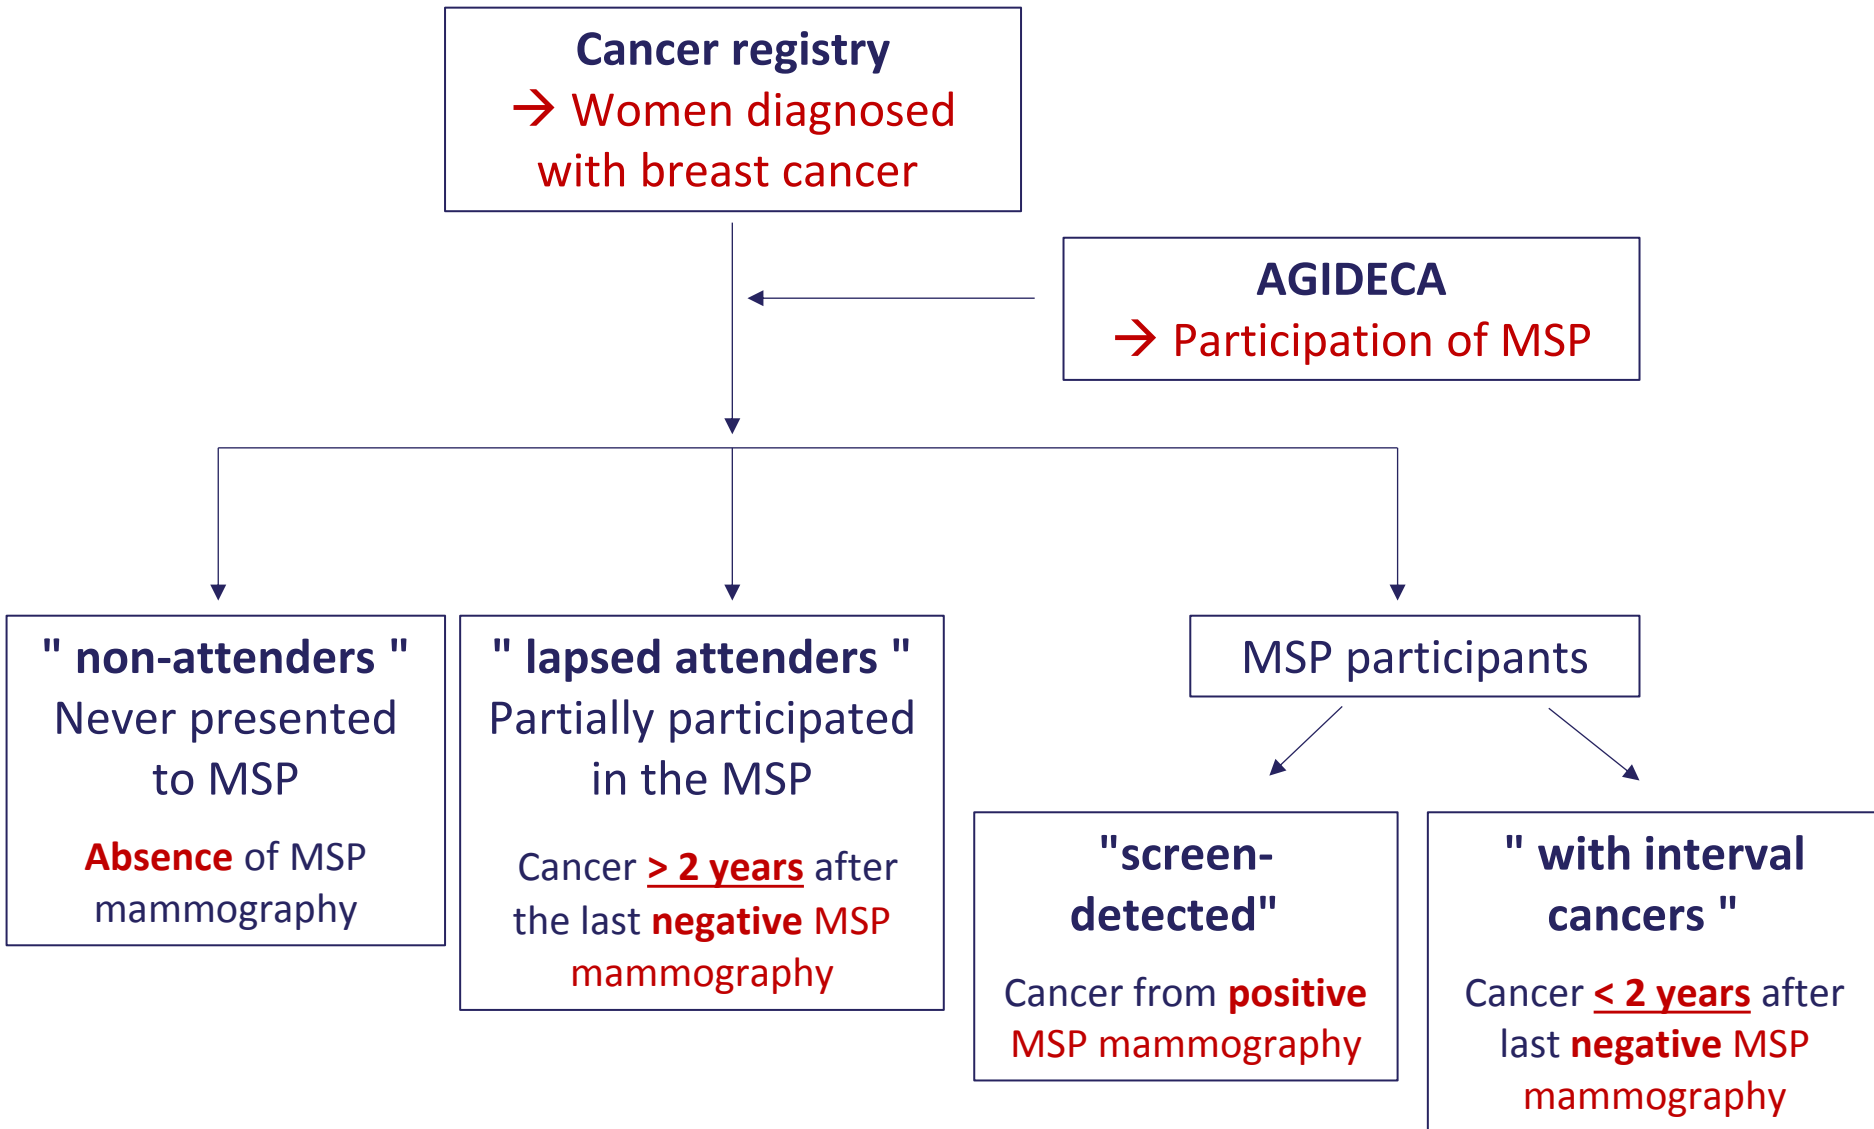 Cancer registry
→ Women diagnosed
with breast cancer
AGIDECA
→ Participation of MSP
" non-attenders "
Never presented
to MSP
Absence of MSP
mammography
" lapsed attenders "
Partially participated
in the MSP
Cancer > 2 years after
the last negative MSP
mammography
MSP participants
"screen-
detected"
Cancer from positive
MSP mammography
" with interval
cancers "
Cancer < 2 years after
last negative MSP
mammography